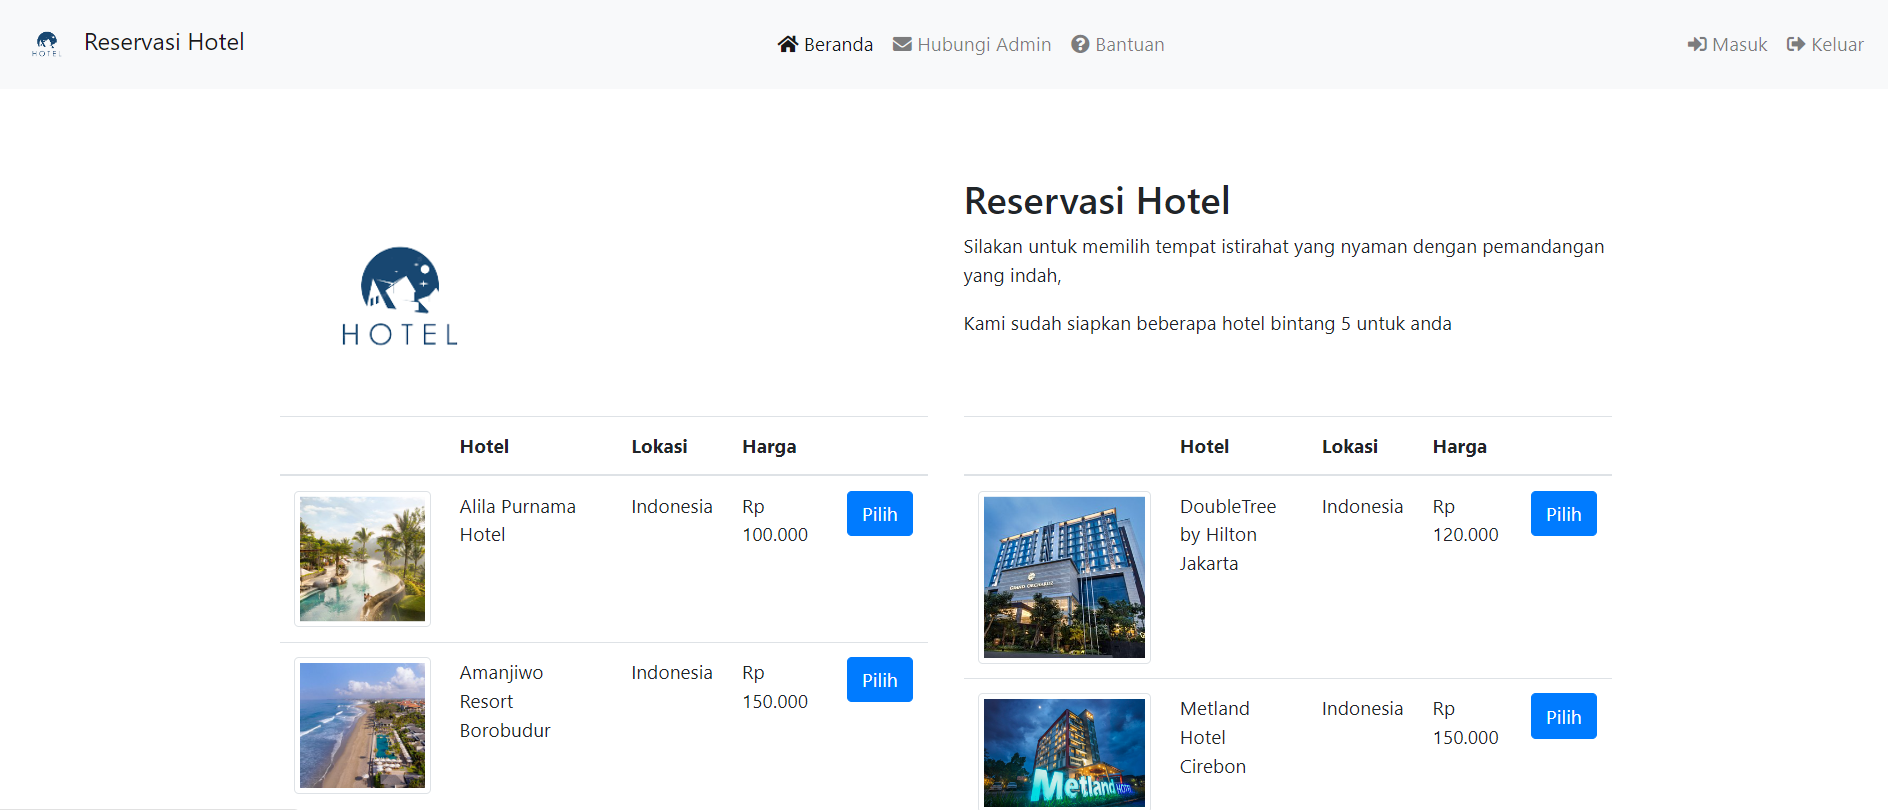 HOTEL
Reservasi Hotel
Beranda
Hubungi Admin
Bantuan
Masuk
Keluar
HOTEL
Reservasi Hotel
Silakan untuk memilih tempat istirahat yang nyaman dengan pemandangan
yang indah,
Kami sudah siapkan beberapa hotel bintang 5 untuk anda
Hotel Lokasi Harga
Alila Purnama Indonesia Rp Pilih
Hotel 100.000
Amanjiwo Indonesia Rp Pilih
Resort 150.000
Borobudur
Hotel Lokasi Harga
GRAND ORCHARDZ
DoubleTree Indonesia Rp Pilih
by Hilton 120.000
Jakarta
Metland Indonesia Rp Pilih
Hotel 150.000
Cirebon
Metland HOTEL